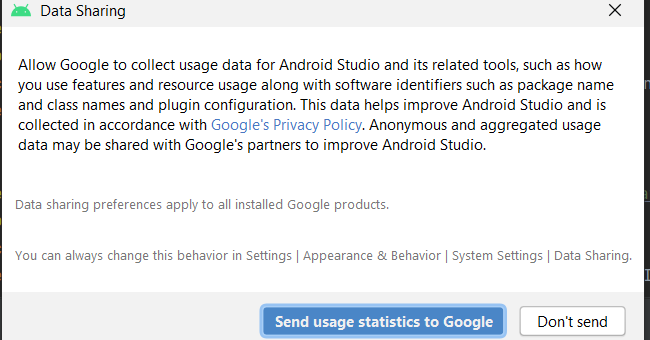 Data Sharing
Allow Google to collect usage data for Android Studio and its related tools, such as how
you use features and resource usage along with software identifiers such as package name
and class names and plugin configuration. This data helps improve Android Studio and is
collected in accordance with Google's Privacy Policy. Anonymous and aggregated usage
data may be shared with Google's partners to improve Android Studio.
Data sharing preferences apply to all installed Google products.
You can always change this behavior in Settings | Appearance & Behavior | System Settings | Data Sharing.
Send usage statistics to Google
Don't send